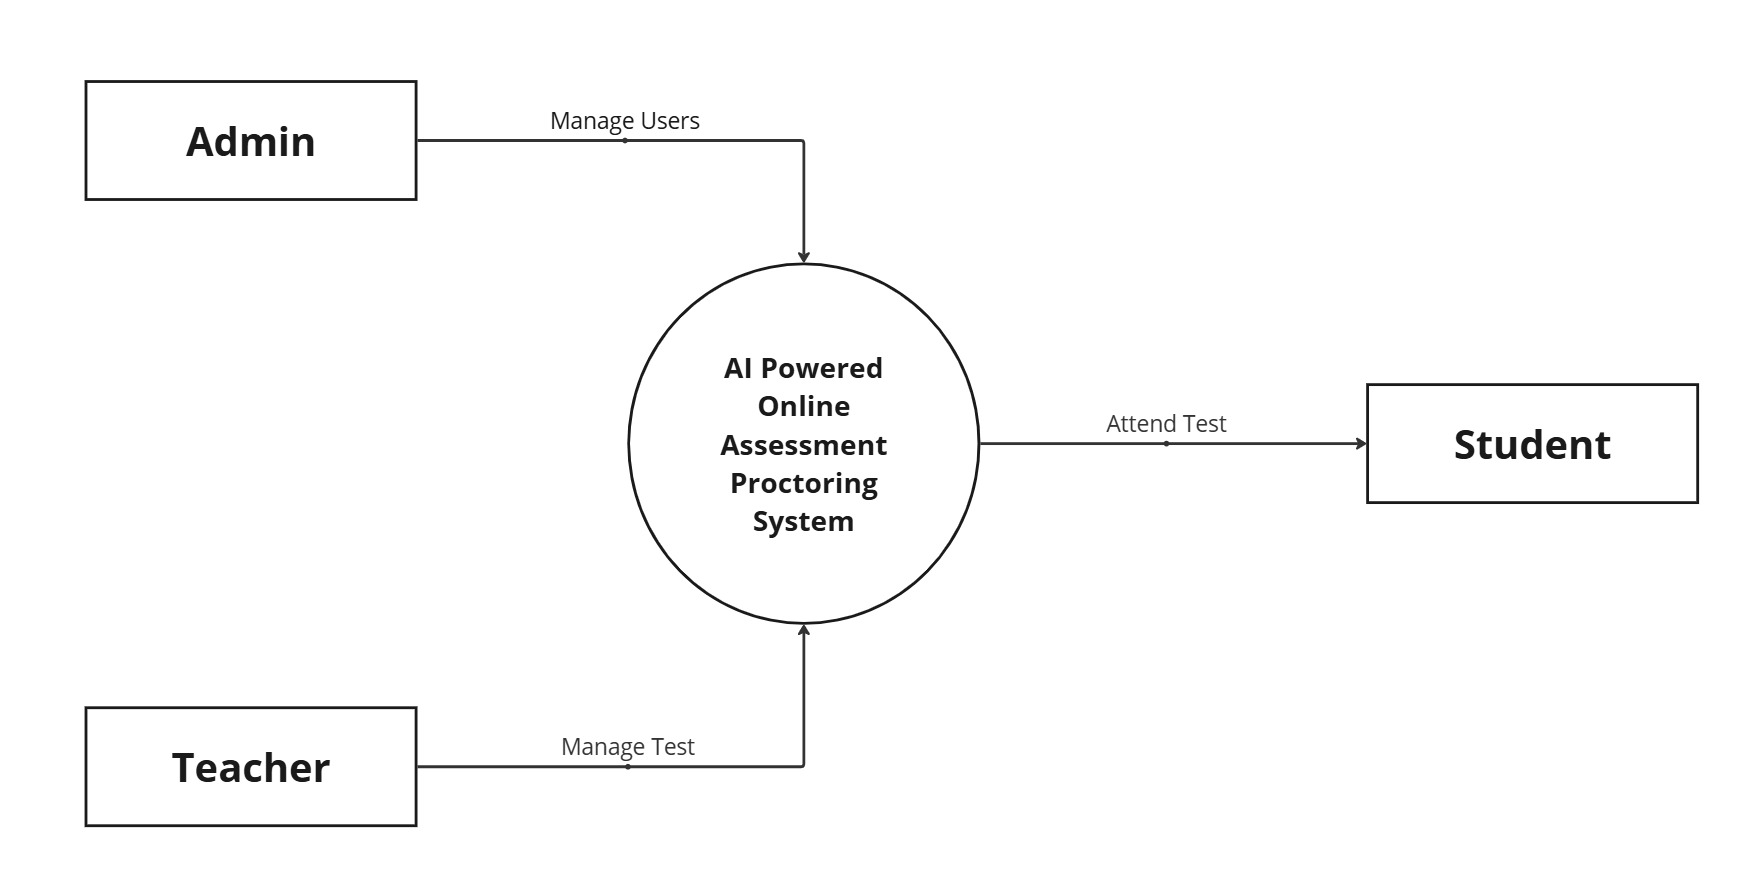 Admin
Manage Users
AI Powered
Online
Assessment
Proctoring
System
Attend Test
Student
Teacher
Manage Test